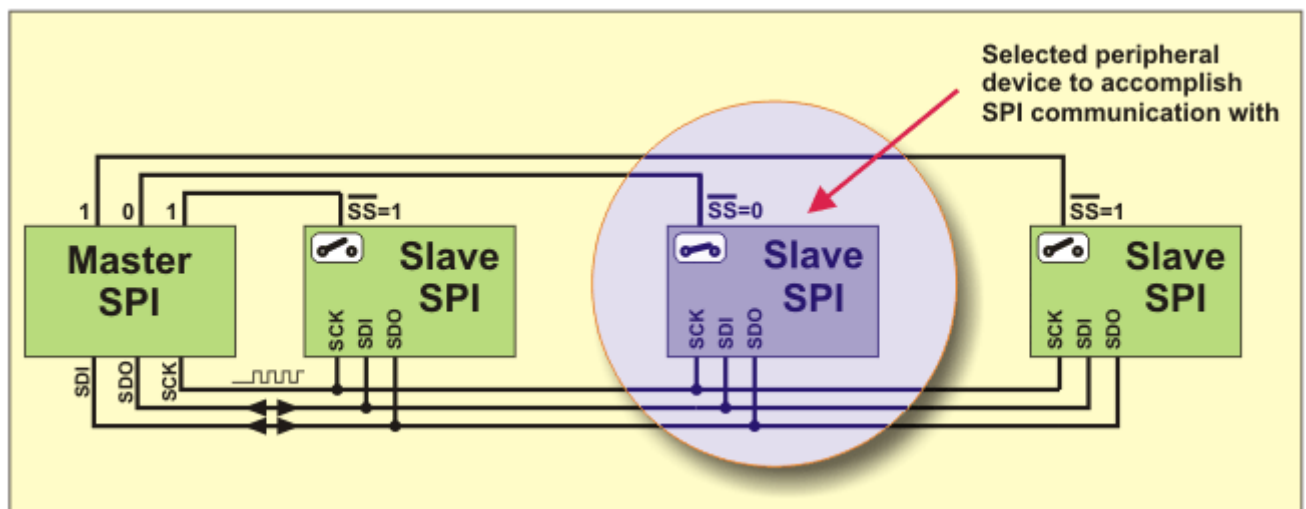 Selected peripheral
device to accomplish
SPI communication with
1 0 1
SS=1
SS=0
SS=1
Master
SPI
Slave
SPI
Slave
SPI
Slave
SPI
SCK SDI SDO
SCK SDI SDO
SCK SDI SDO
SDI SDO SCK